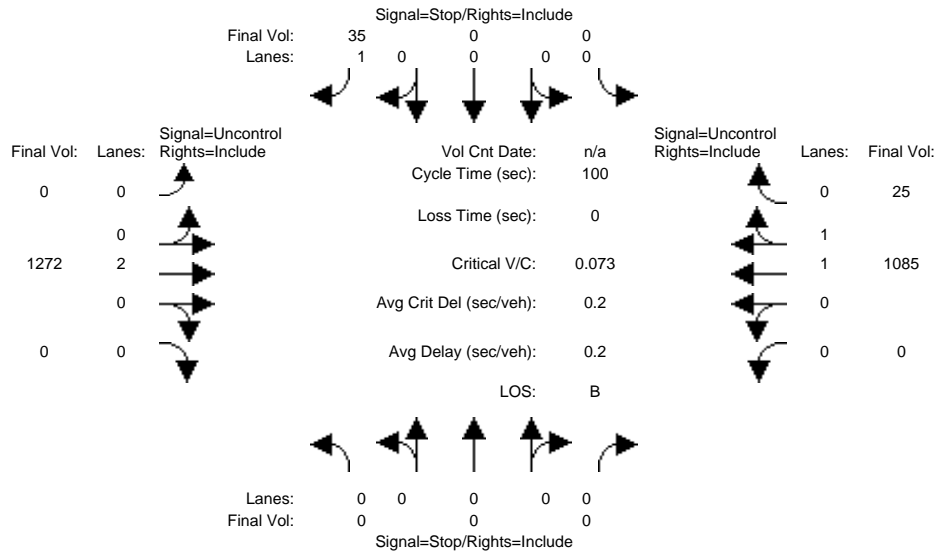 Signal=Stop/Rights=Include
Final Vol: 35 0 0
Lanes: 1 0 0 0 0
Signal=Uncontrol Signal=Uncontrol
Final Vol: Lanes: Rights=Include Vol Cnt Date: n/a Rights=Include Lanes: Final Vol:
Cycle Time (sec): 100
0 0 0 25
Loss Time (sec): 0
0 1
1272 2 Critical V/C: 0.073 1 1085
0 Avg Crit Del (sec/veh): 0.2 0
0 0 Avg Delay (sec/veh): 0.2 0 0
LOS: B
Lanes: 0 0 0 0 0
Final Vol: 0 0 0
Signal=Stop/Rights=Include